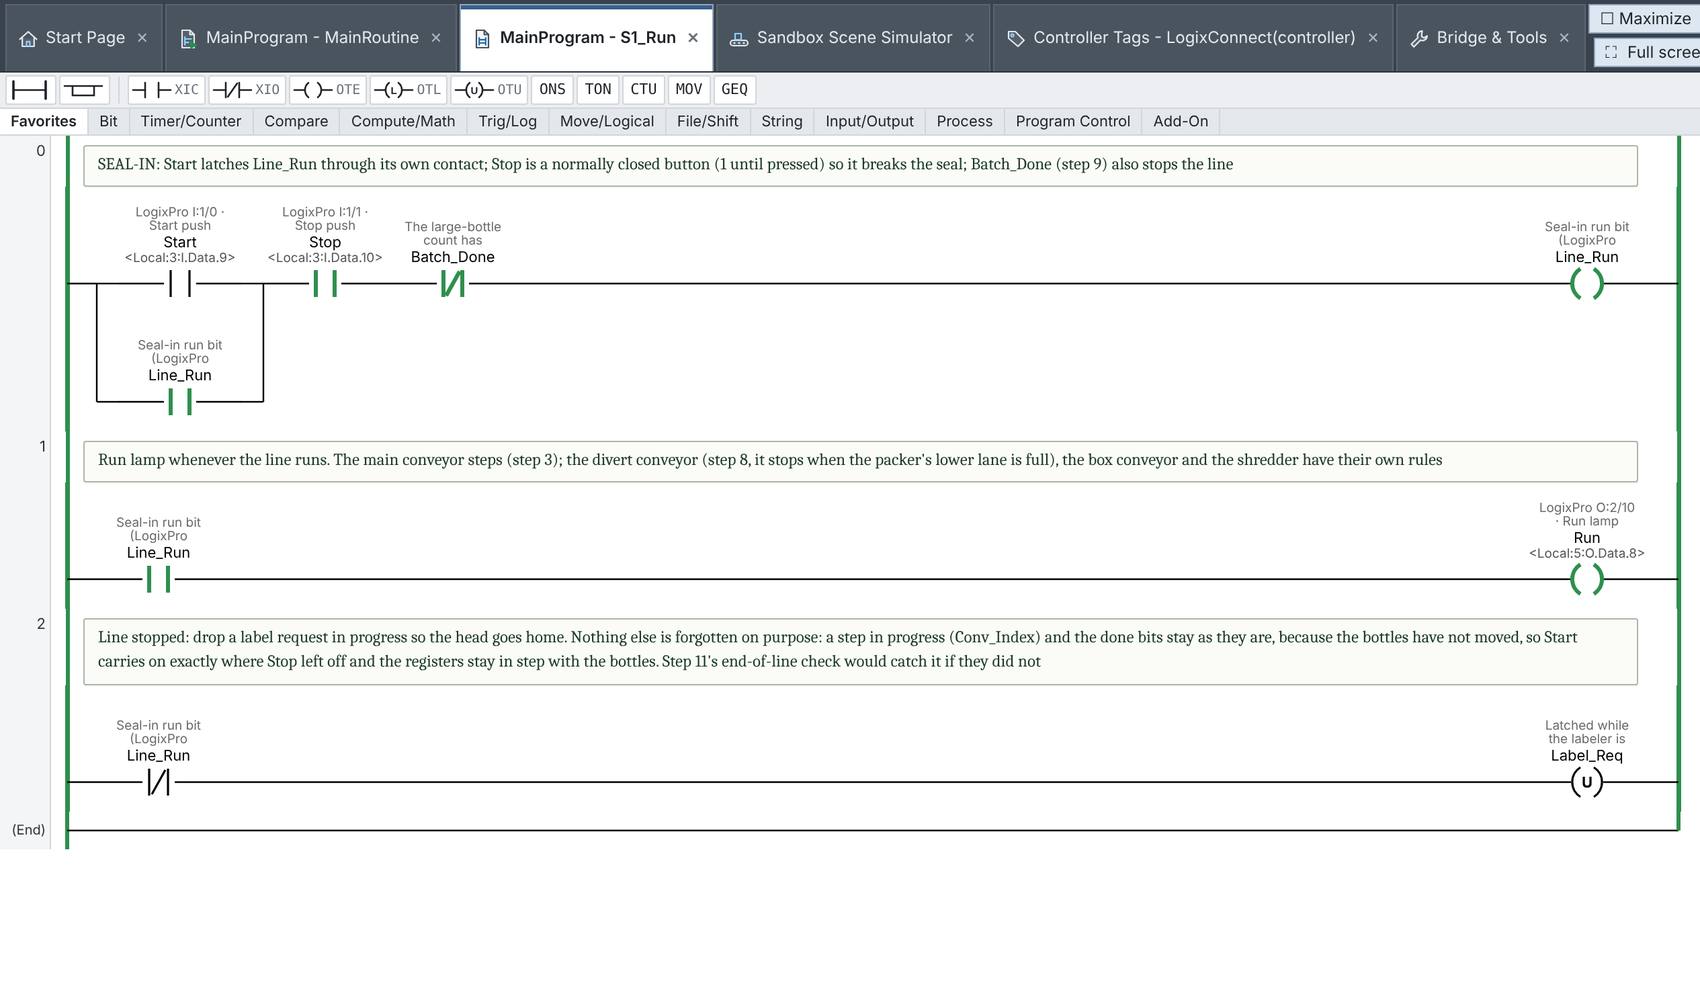 Start Page ×
MainProgram - MainRoutine ×
MainProgram - S1_Run ×
Sandbox Scene Simulator ×
Controller Tags - LogixConnect(controller) ×
Bridge & Tools ×
Maximize
Full scree
XIC
XIO
L
OTE
OTL
U
OTU
ONS
TON
CTU
MOV
GEQ
Favorites
Bit
Timer/Counter
Compare
Compute/Math
Trig/Log
Move/Logical
File/Shift
String
Input/Output
Process
Program Control
Add-On
0
SEAL-IN: Start latches Line_Run through its own contact; Stop is a normally closed button (1 until pressed) so it breaks the seal; Batch_Done (step 9) also stops the line
LogixPro I:1/0 ·
Start push
Start
<Local:3:I.Data.9>
LogixPro I:1/1 ·
Stop push
Stop
<Local:3:I.Data.10>
The large-bottle
count has
Batch_Done
Seal-in run bit
(LogixPro
Line_Run
Seal-in run bit
(LogixPro
Line_Run
1
Run lamp whenever the line runs. The main conveyor steps (step 3); the divert conveyor (step 8, it stops when the packer's lower lane is full), the box conveyor and the shredder have their own rules
Seal-in run bit
(LogixPro
Line_Run
LogixPro O:2/10
· Run lamp
Run
<Local:5:O.Data.8>
2
Line stopped: drop a label request in progress so the head goes home. Nothing else is forgotten on purpose: a step in progress (Conv_Index) and the done bits stay as they are, because the bottles have not moved, so Start
carries on exactly where Stop left off and the registers stay in step with the bottles. Step 11's end-of-line check would catch it if they did not
Seal-in run bit
(LogixPro
Line_Run
Latched while
the labeler is
Label_Req
U
(End)